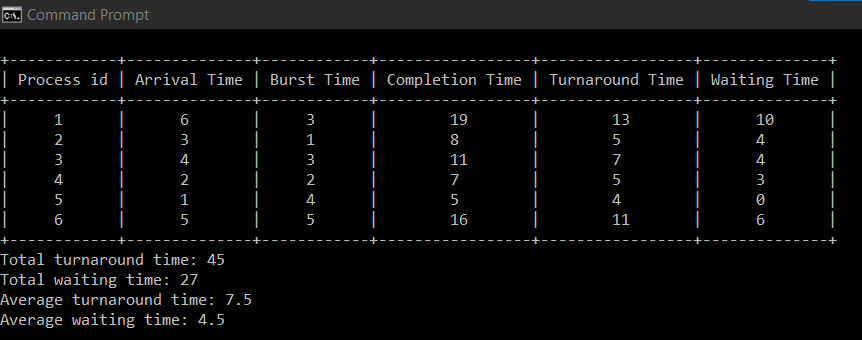 Command Prompt
+------------+--------------+------------+-----------------+-----------------+--------------+
| Process id | Arrival Time | Burst Time | Completion Time | Turnaround Time | Waiting Time |
+------------+--------------+------------+-----------------+-----------------+--------------+
| 1 | 6 | 3 | 19 | 13 | 10 |
| 2 | 3 | 1 | 8 | 5 | 4 |
| 3 | 4 | 3 | 11 | 7 | 4 |
| 4 | 2 | 2 | 7 | 5 | 3 |
| 5 | 1 | 4 | 5 | 4 | 0 |
| 6 | 5 | 5 | 16 | 11 | 6 |
+------------+--------------+------------+-----------------+-----------------+--------------+
Total turnaround time: 45
Total waiting time: 27
Average turnaround time: 7.5
Average waiting time: 4.5